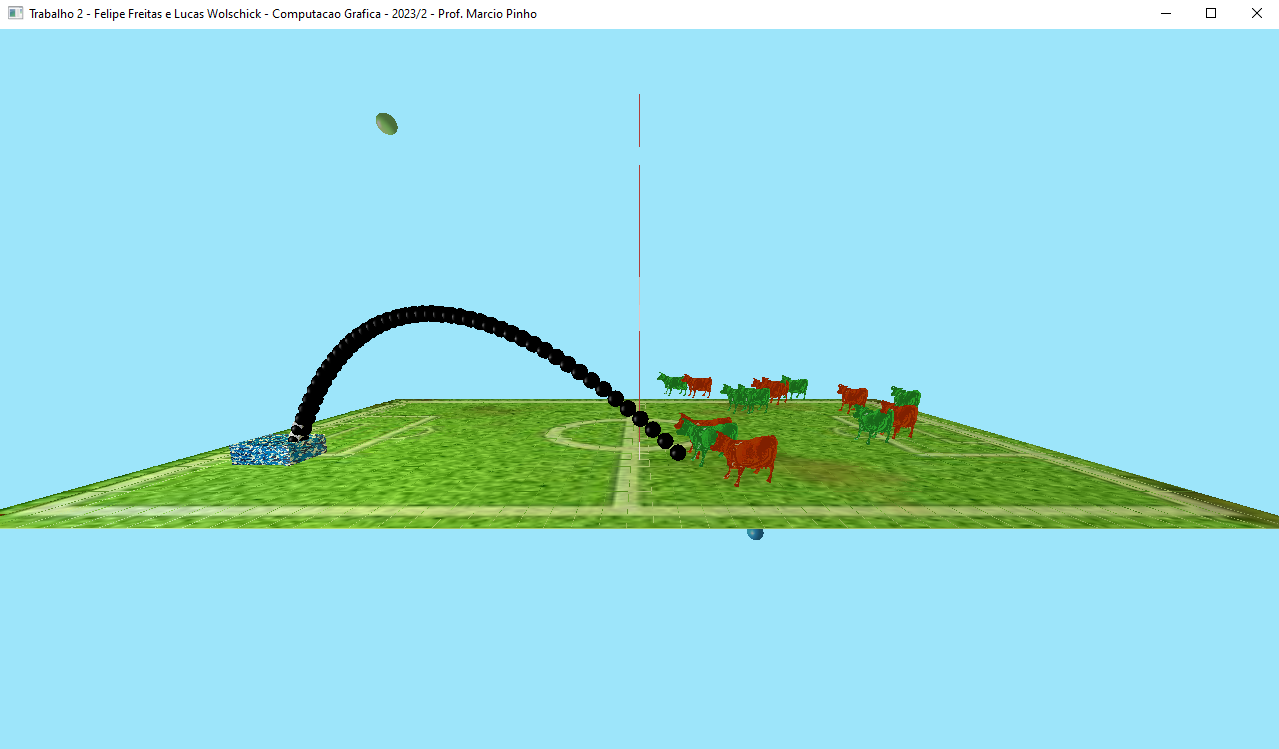 Trabalho 2 - Felipe Freitas e Lucas Wolschick - Computacao Grafica - 2023/2 - Prof. Marcio Pinho